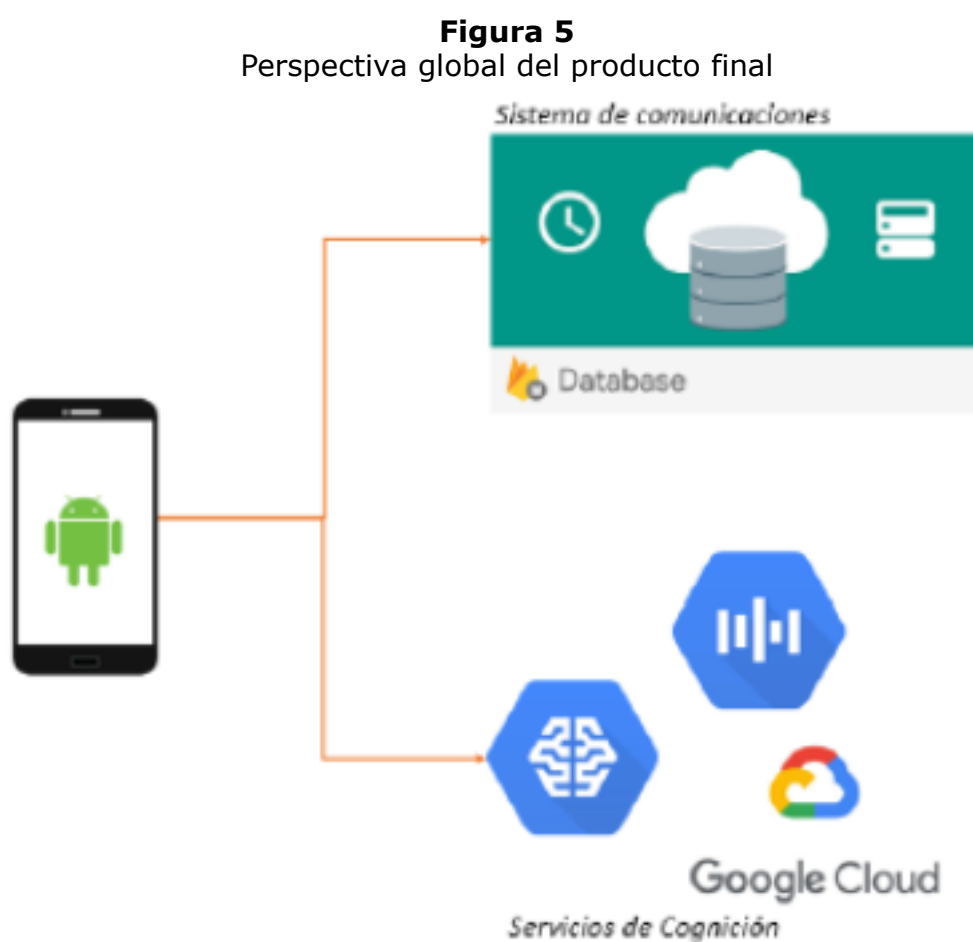 Figura 5
Perspectiva global del producto final
Sistema de comunicaciones
Database
Google Cloud
Servicios de Cognición